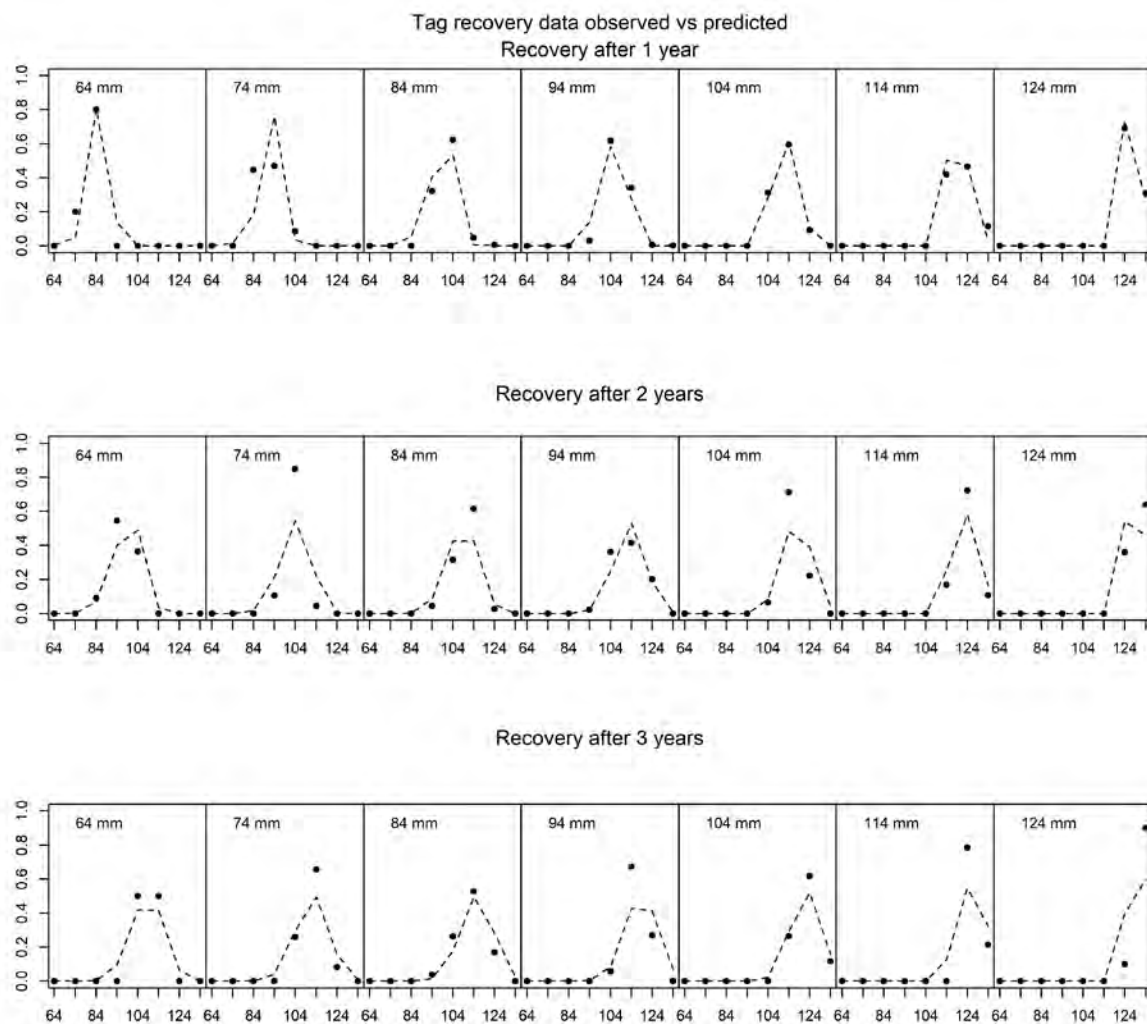 Tag recovery data observed vs predicted
Recovery after 1 year
64 mm 74 mm 84 mm 94 mm 104 mm 114 mm 124 mm
1.0
0.8
0.6
0.4
0.2
0.0
64 84 104 124 64 84 104 124 64 84 104 124 64 84 104 124 64 84 104 124 64 84 104 124 64 84 104 124
Recovery after 2 years
64 mm 74 mm 84 mm 94 mm 104 mm 114 mm 124 mm
1.0
0.8
0.6
0.4
0.2
0.0
64 84 104 124 64 84 104 124 64 84 104 124 64 84 104 124 64 84 104 124 64 84 104 124 64 84 104 124
Recovery after 3 years
64 mm 74 mm 84 mm 94 mm 104 mm 114 mm 124 mm
1.0
0.8
0.6
0.4
0.2
0.0
64 84 104 124 64 84 104 124 64 84 104 124 64 84 104 124 64 84 104 124 64 84 104 124 64 84 104 124